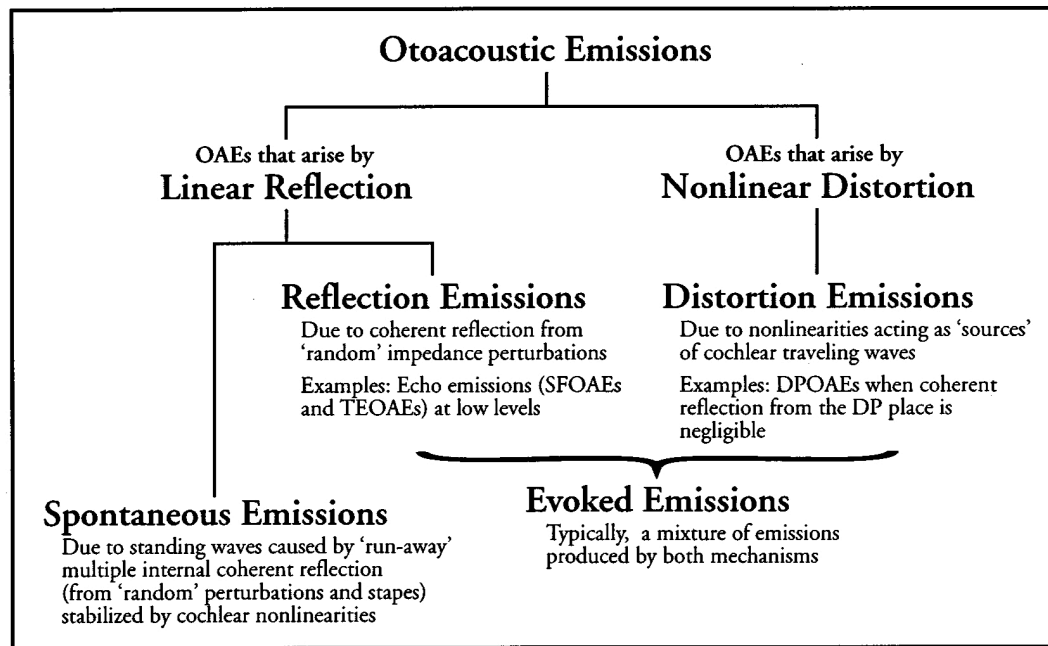 Otoacoustic Emissions
OAEs that arise by
Linear Reflection
OAEs that arise by
Nonlinear Distortion
Reflection Emissions
Due to coherent reflection from
'random' impedance perturbations
Examples: Echo emissions (SFOAEs
and TEOAEs) at low levels
Distortion Emissions
Due to nonlinearities acting as 'sources'
of cochlear traveling waves
Examples: DPOAEs when coherent
reflection from the DP place is
negligible
Evoked Emissions
Typically, a mixture of emissions
produced by both mechanisms
Spontaneous Emissions
Due to standing waves caused by 'run-away'
multiple internal coherent reflection
(from 'random' perturbations and stapes)
stabilized by cochlear nonlinearities